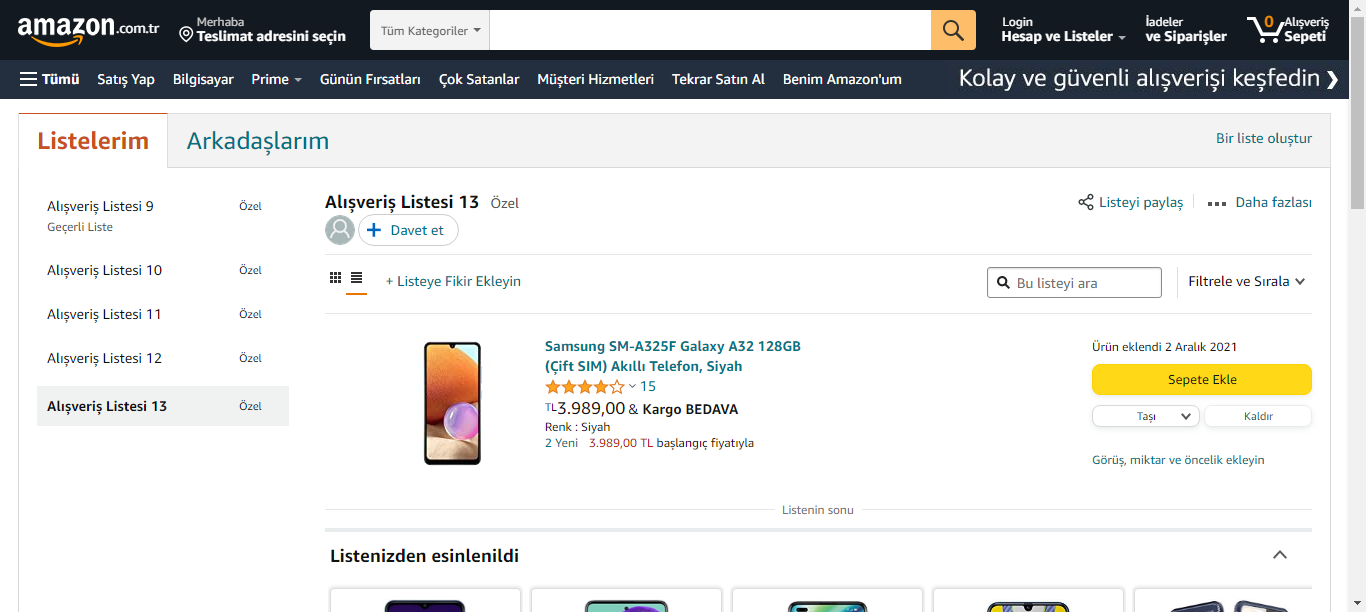 amazon.com.tr
Merhaba
Teslimat adresini seçin
Tüm Kategoriler
Login
Hesap ve Listeler
İadeler
ve Siparişler
0
Alışveriş
Sepeti
Tümü Satış Yap Bilgisayar Prime Günün Fırsatları Çok Satanlar Müşteri Hizmetleri Tekrar Satın Al Benim Amazon'um
Kolay ve güvenli alışverişi keşfedin
Listelerim
Arkadaşlarım
Bir liste oluştur
Alışveriş Listesi 9 Özel
Geçerli Liste
Alışveriş Listesi 10 Özel
Alışveriş Listesi 11 Özel
Alışveriş Listesi 12 Özel
Alışveriş Listesi 13 Özel
Alışveriş Listesi 13 Özel
Listeyi paylaş
Daha fazlası
+ Davet et
+ Listeye Fikir Ekleyin
Bu listeyi ara
Filtrele ve Sırala
Samsung SM-A325F Galaxy A32 128GB
(Çift SIM) Akıllı Telefon, Siyah
15
TL3.989,00 & Kargo BEDAVA
Renk : Siyah
2 Yeni 3.989,00 TL başlangıç fiyatıyla
Ürün eklendi 2 Aralık 2021
Sepete Ekle
Taşı
Kaldır
Görüş, miktar ve öncelik ekleyin
Listenin sonu
Listenizden esinlenildi